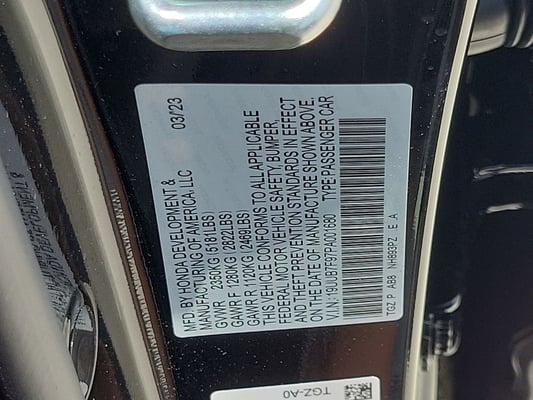 MFD. BY HONDA DEVELOPMENT &
MANUFACTURING OF AMERICA, LLC 03/23
GVWR 2350KG (5181LBS)
GAWR F 1280KG (2822LBS)
GAWR R 1120KG (2469LBS)
THIS VEHICLE CONFORMS TO ALL APPLICABLE
FEDERAL MOTOR VEHICLE SAFETY BUMPER,
AND THEFT PREVENTION STANDARDS IN EFFECT
ON THE DATE OF MANUFACTURE SHOWN ABOVE.
V.I.N.: 19UUB7F97PA001680 TYPE:PASSENGER CAR
TGZ P AB8 NH893PZ E A
TGZ-A0